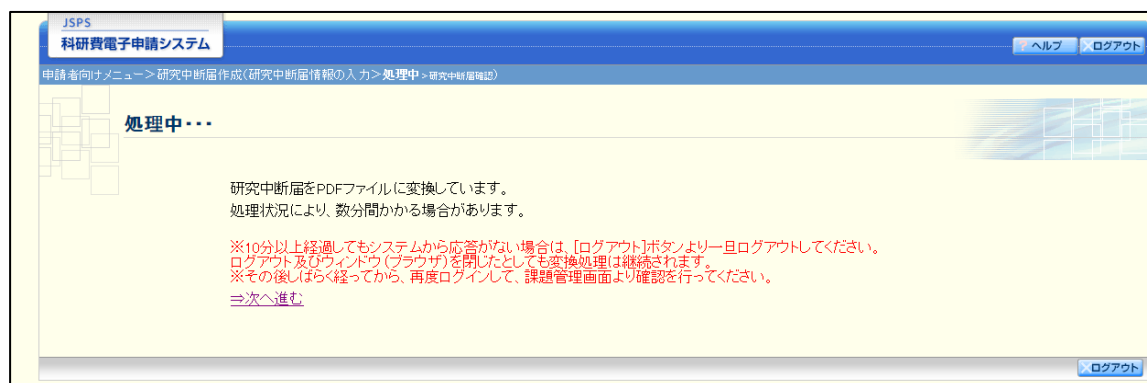 JSPS
科研費電子申請システム
? ヘルプ
×ログアウト
申請者向けメニュー＞研究中断届作成(研究中断届情報の入力＞処理中＞研究中断届確認)
処理中・・・
研究中断届をPDFファイルに変換しています。
処理状況により、数分間かかる場合があります。
※10分以上経過してもシステムから応答がない場合は、[ログアウト]ボタンより一旦ログアウトしてください。
ログアウト及びウィンドウ(ブラウザ)を閉じたとしても変換処理は継続されます。
※その後しばらく経ってから、再度ログインして、課題管理画面より確認を行ってください。
⇒次へ進む
×ログアウト